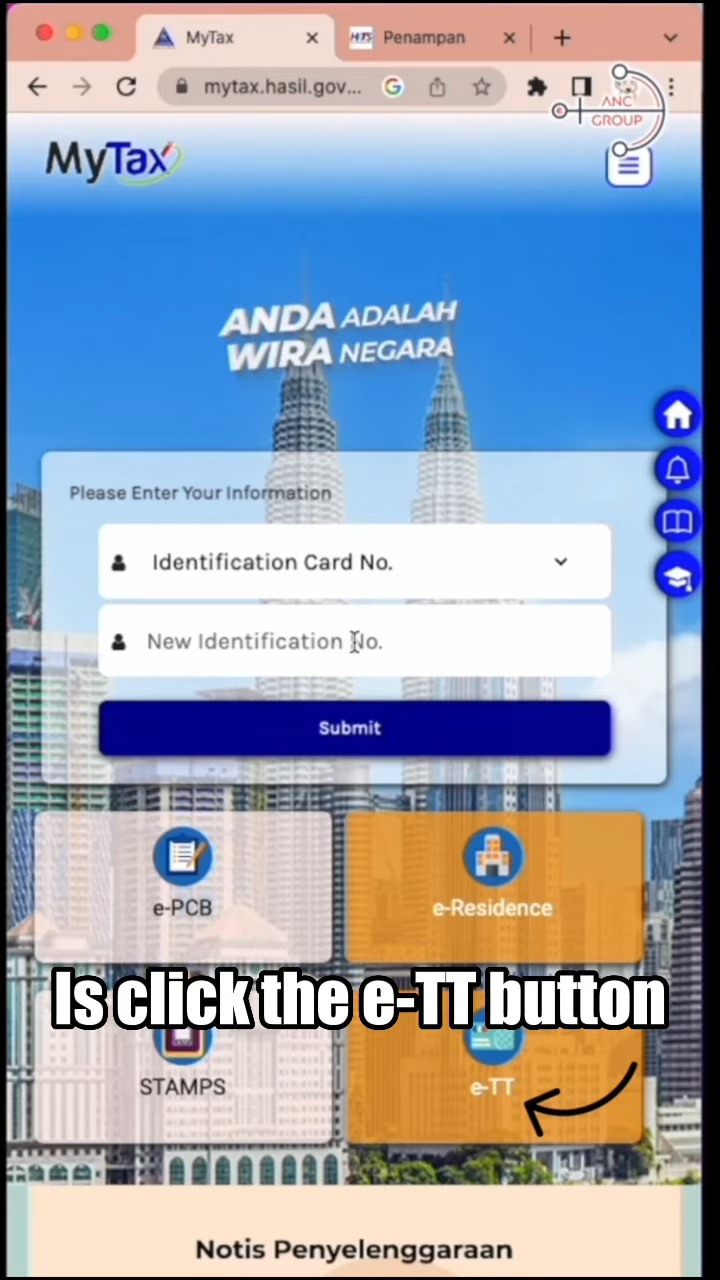 MyTax
HiTS Penampan
mytax.hasil.gov...
ANC
GROUP
MyTax
ANDA ADALAH
WIRA NEGARA
Please Enter Your Information
Identification Card No.
New Identification No.
Submit
e-PCB
e-Residence
Is click the e-TT button
STAMPS
e-TT
Notis Penyelenggaraan